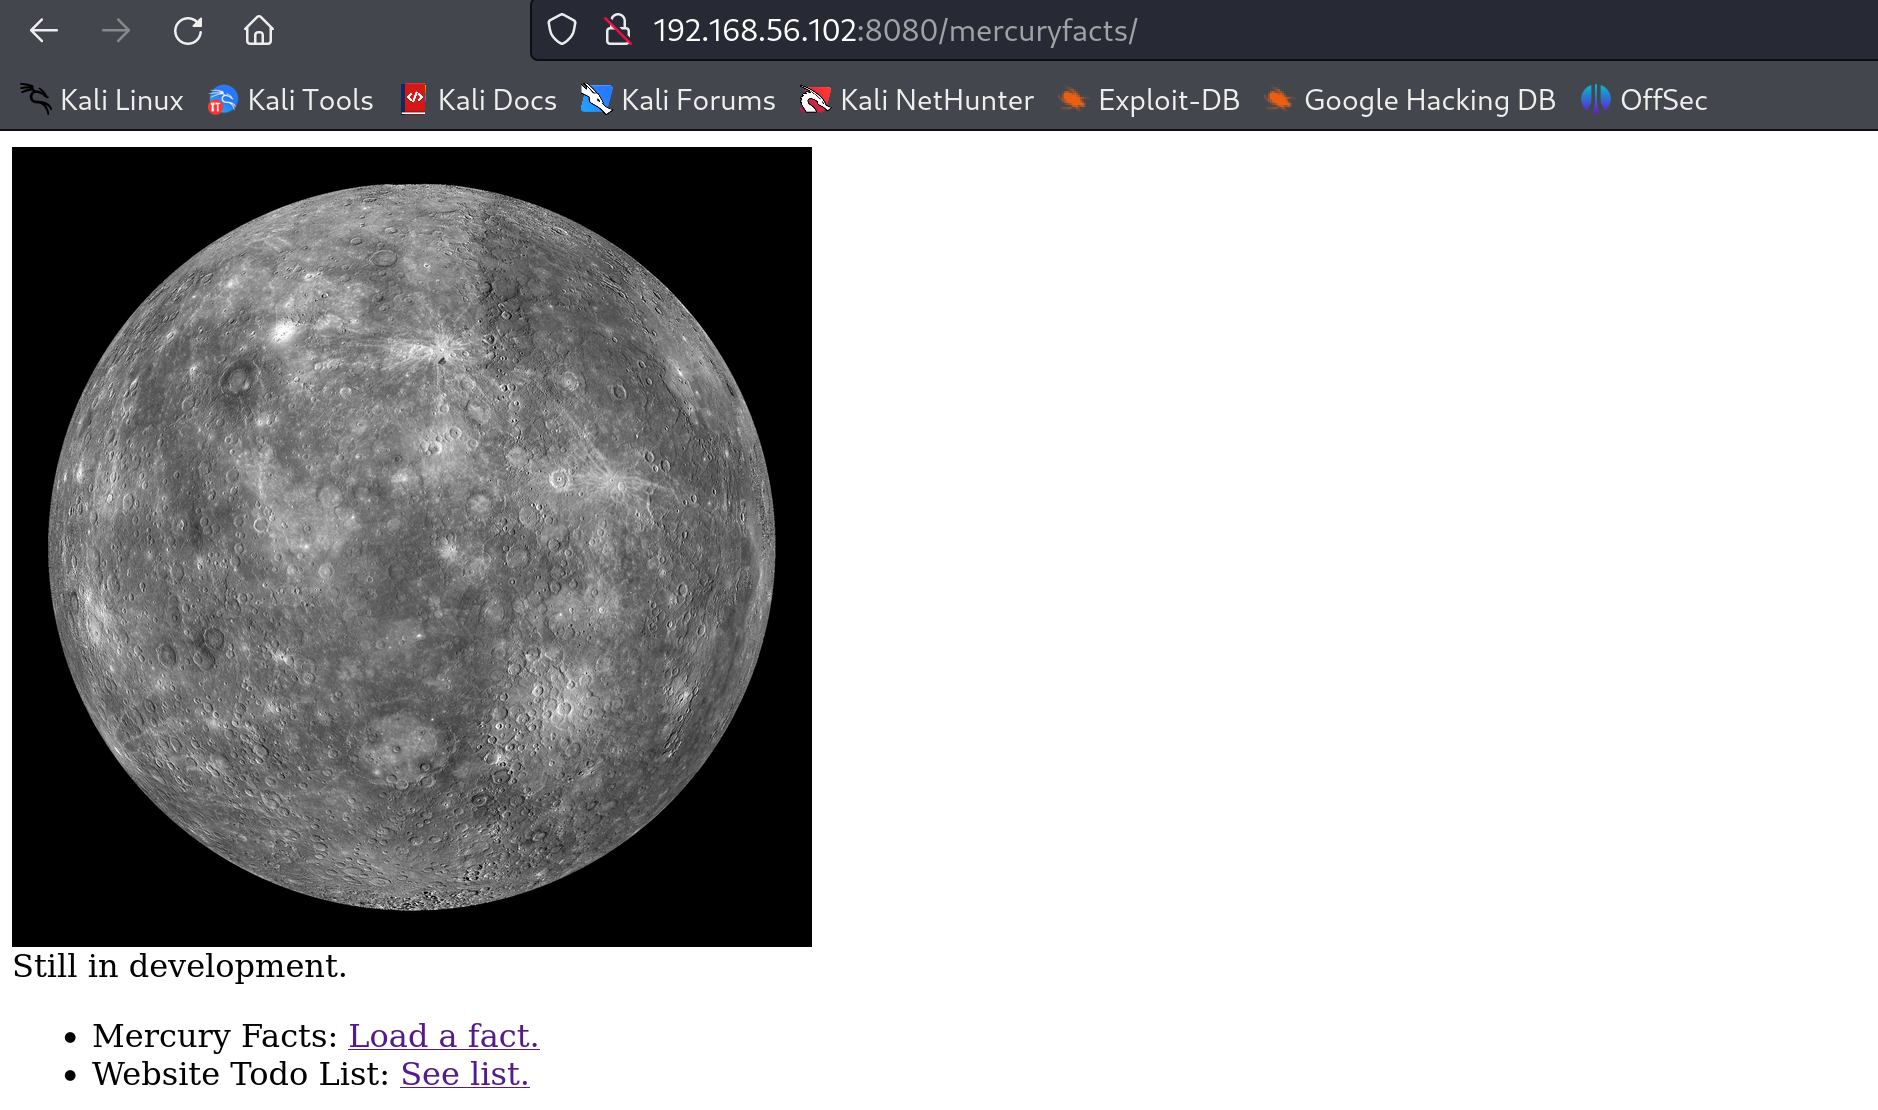 192.168.56.102:8080/mercuryfacts/
Kali Linux Kali Tools Kali Docs Kali Forums Kali NetHunter Exploit-DB Google Hacking DB OffSec
Still in development.
• Mercury Facts: Load a fact.
• Website Todo List: See list.